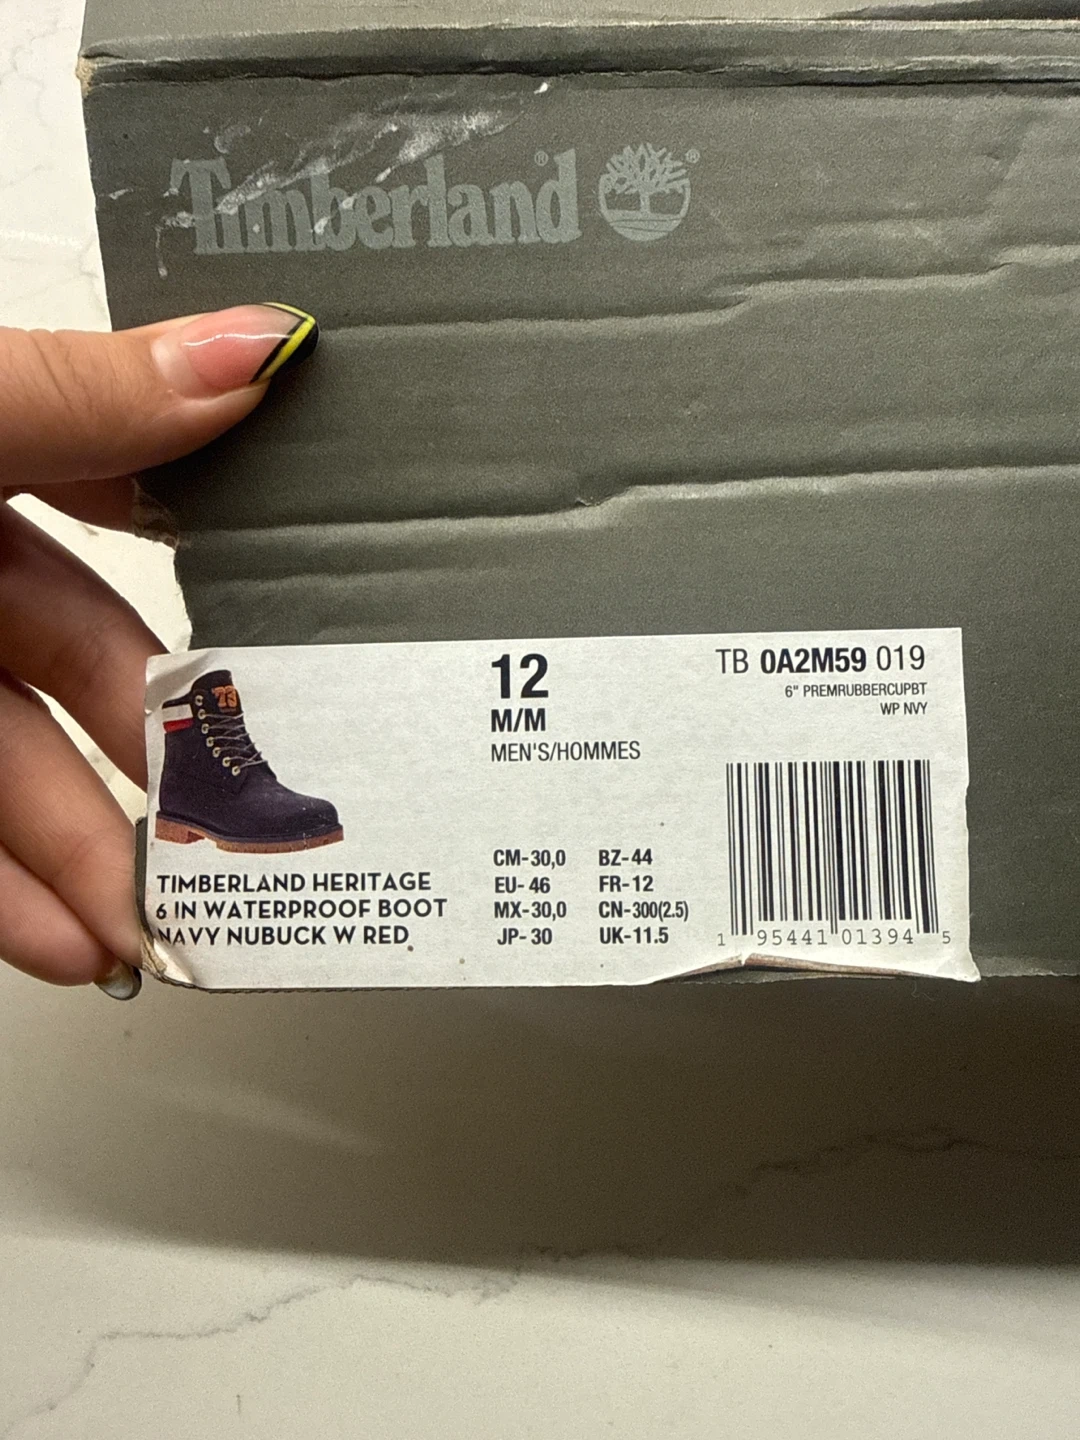 Timberland® ®
'73
12
M/M
MEN'S/HOMMES
TB 0A2M59 019
6" PREMRUBBERCUPBT
WP NVY
TIMBERLAND HERITAGE
6 IN WATERPROOF BOOT
NAVY NUBUCK W RED
CM-30,0 BZ-44
EU-46 FR-12
MX-30,0 CN-300(2.5)
JP-30 UK-11.5
1 95441 01394 5